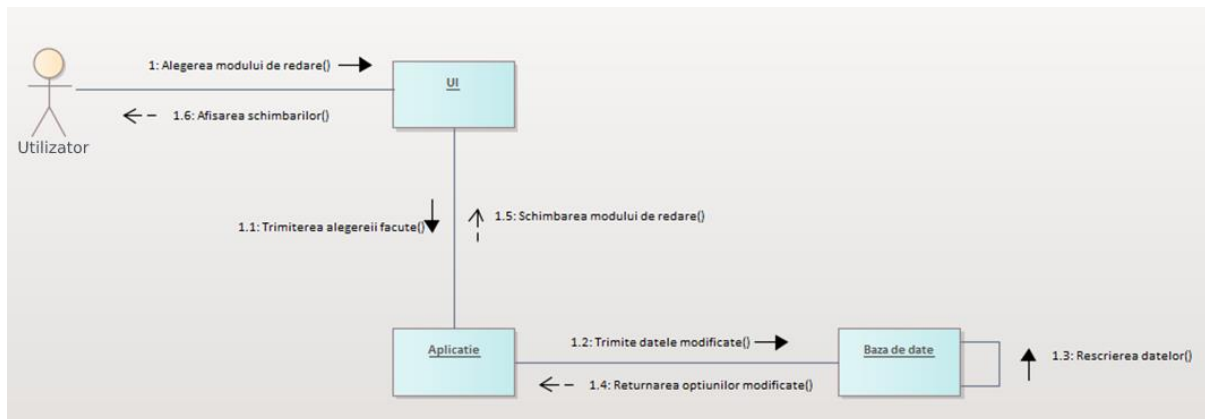 1: Alegerea modului de redare()
UI
1.6: Afisarea schimbarilor()
Utilizator
1.1: Trimiterea alegereii facute()
1.5: Schimbarea modului de redare()
Aplicatie
1.2: Trimite datele modificate()
Baza de date
1.3: Rescrierea datelor()
1.4: Returnarea optiunilor modificate()